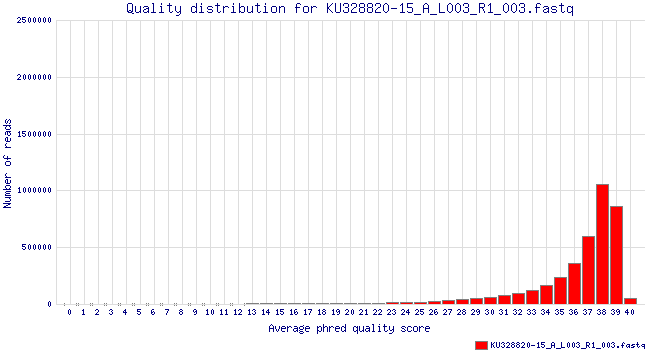 Quality distribution for KU328820-15_A_L003_R1_003.fastq
2500000
2000000
1500000
1000000
500000
0
Number of reads
0 1 2 3 4 5 6 7 8 9 10 11 12 13 14 15 16 17 18 19 20 21 22 23 24 25 26 27 28 29 30 31 32 33 34 35 36 37 38 39 40
Average phred quality score
KU328820-15_A_L003_R1_003.fastq